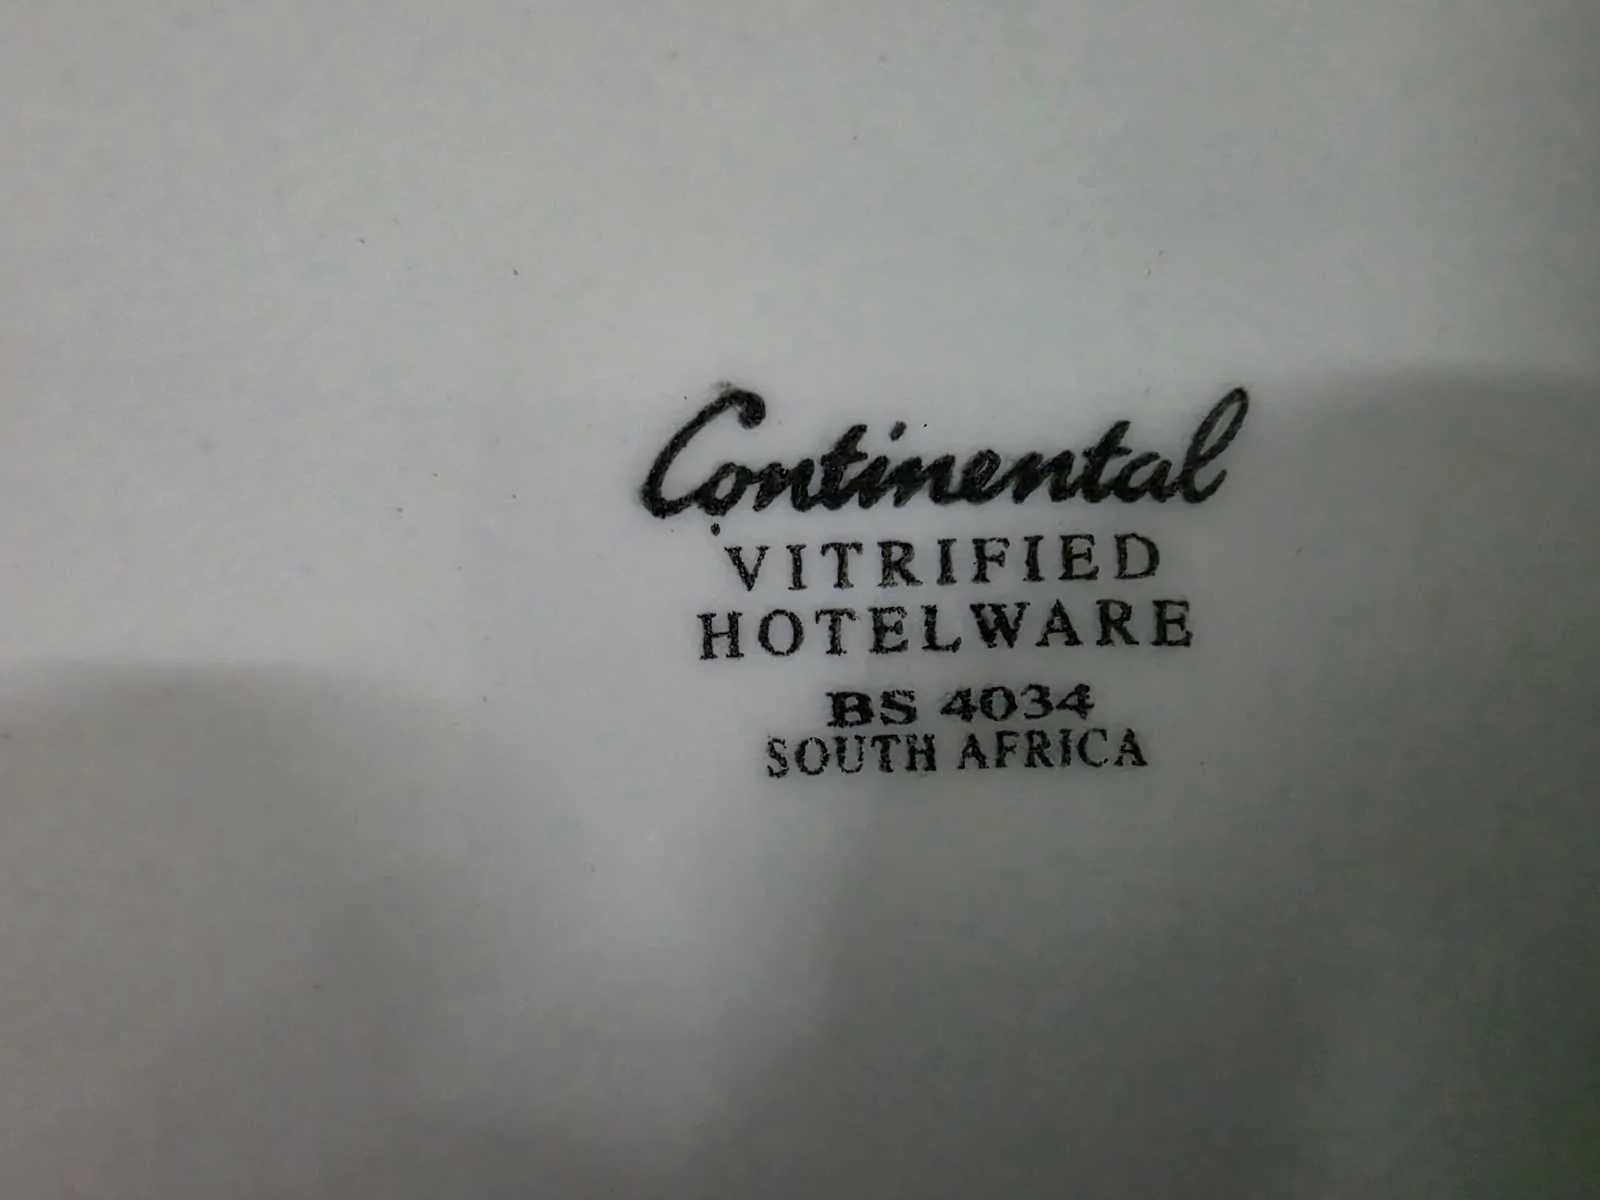 Continental
VITRIFIED
HOTELWARE
BS 4034
SOUTH AFRICA